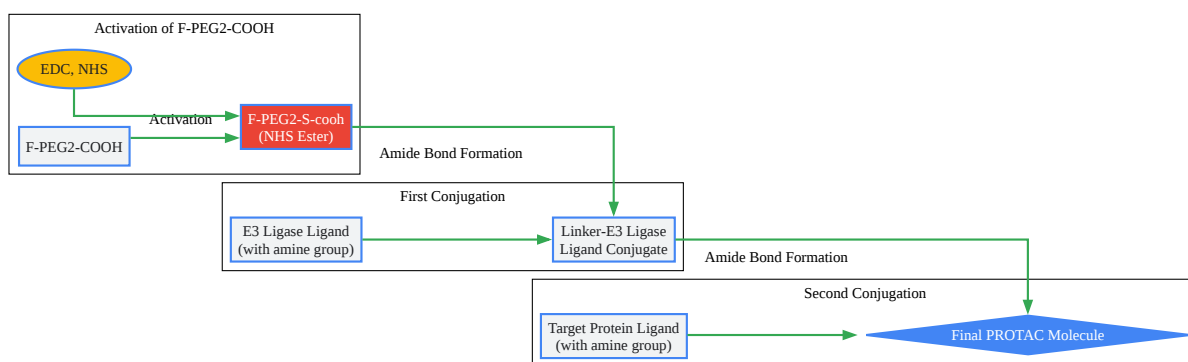 Activation of F-PEG2-COOH
EDC, NHS
Activation
F-PEG2-COOH
F-PEG2-S-cooh
(NHS Ester)
Amide Bond Formation
First Conjugation
E3 Ligase Ligand
(with amine group)
Linker-E3 Ligase
Ligand Conjugate
Amide Bond Formation
Second Conjugation
Target Protein Ligand
(with amine group)
Final PROTAC Molecule